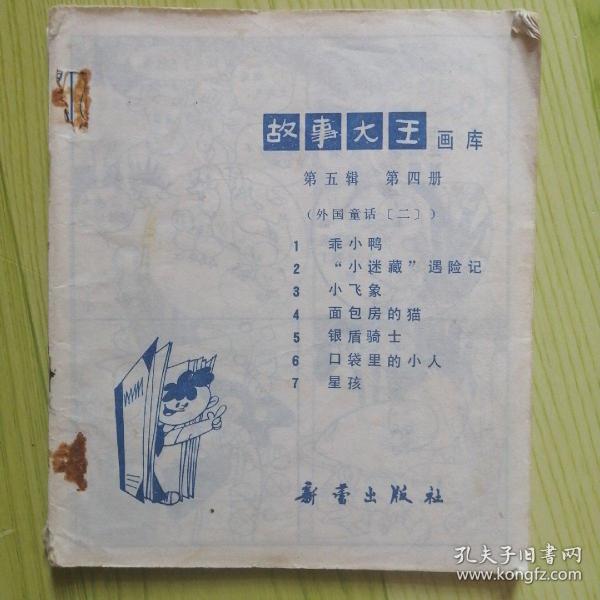 故事大王画库
第五辑 第四册
（外国童话〔二〕）
1 乖小鸭
2 “小迷藏”遇险记
3 小飞象
4 面包房的猫
5 银盾骑士
6 口袋里的小人
7 星孩
新蕾出版社
孔夫子旧书网
www.kongfz.com